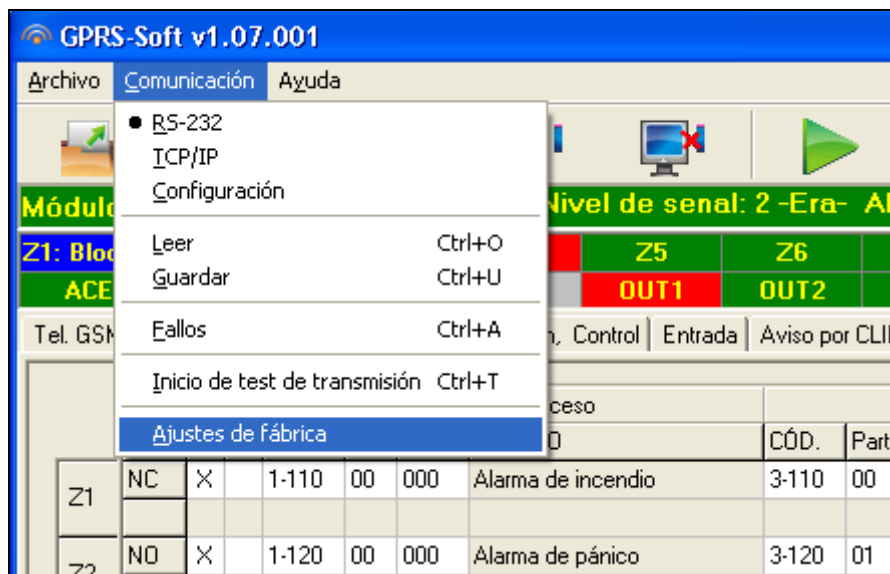 GPRS-Soft v1.07.001
Archivo Comunicación Ayuda
RS-232
TCP/IP
Configuración
Leer Ctrl+O
Guardar Ctrl+U
Fallos Ctrl+A
Inicio de test de transmisión Ctrl+T
Ajustes de fábrica
Nivel de senal: 2 -Era-
Z1: Z5 Z6
OUT1 OUT2
Tel. Control Entrada Aviso por
CÓD.
Z1 NC X 1-110 00 000 Alarma de incendio 3-110 00
Z2 NO X 1-120 00 000 Alarma de pánico 3-120 01